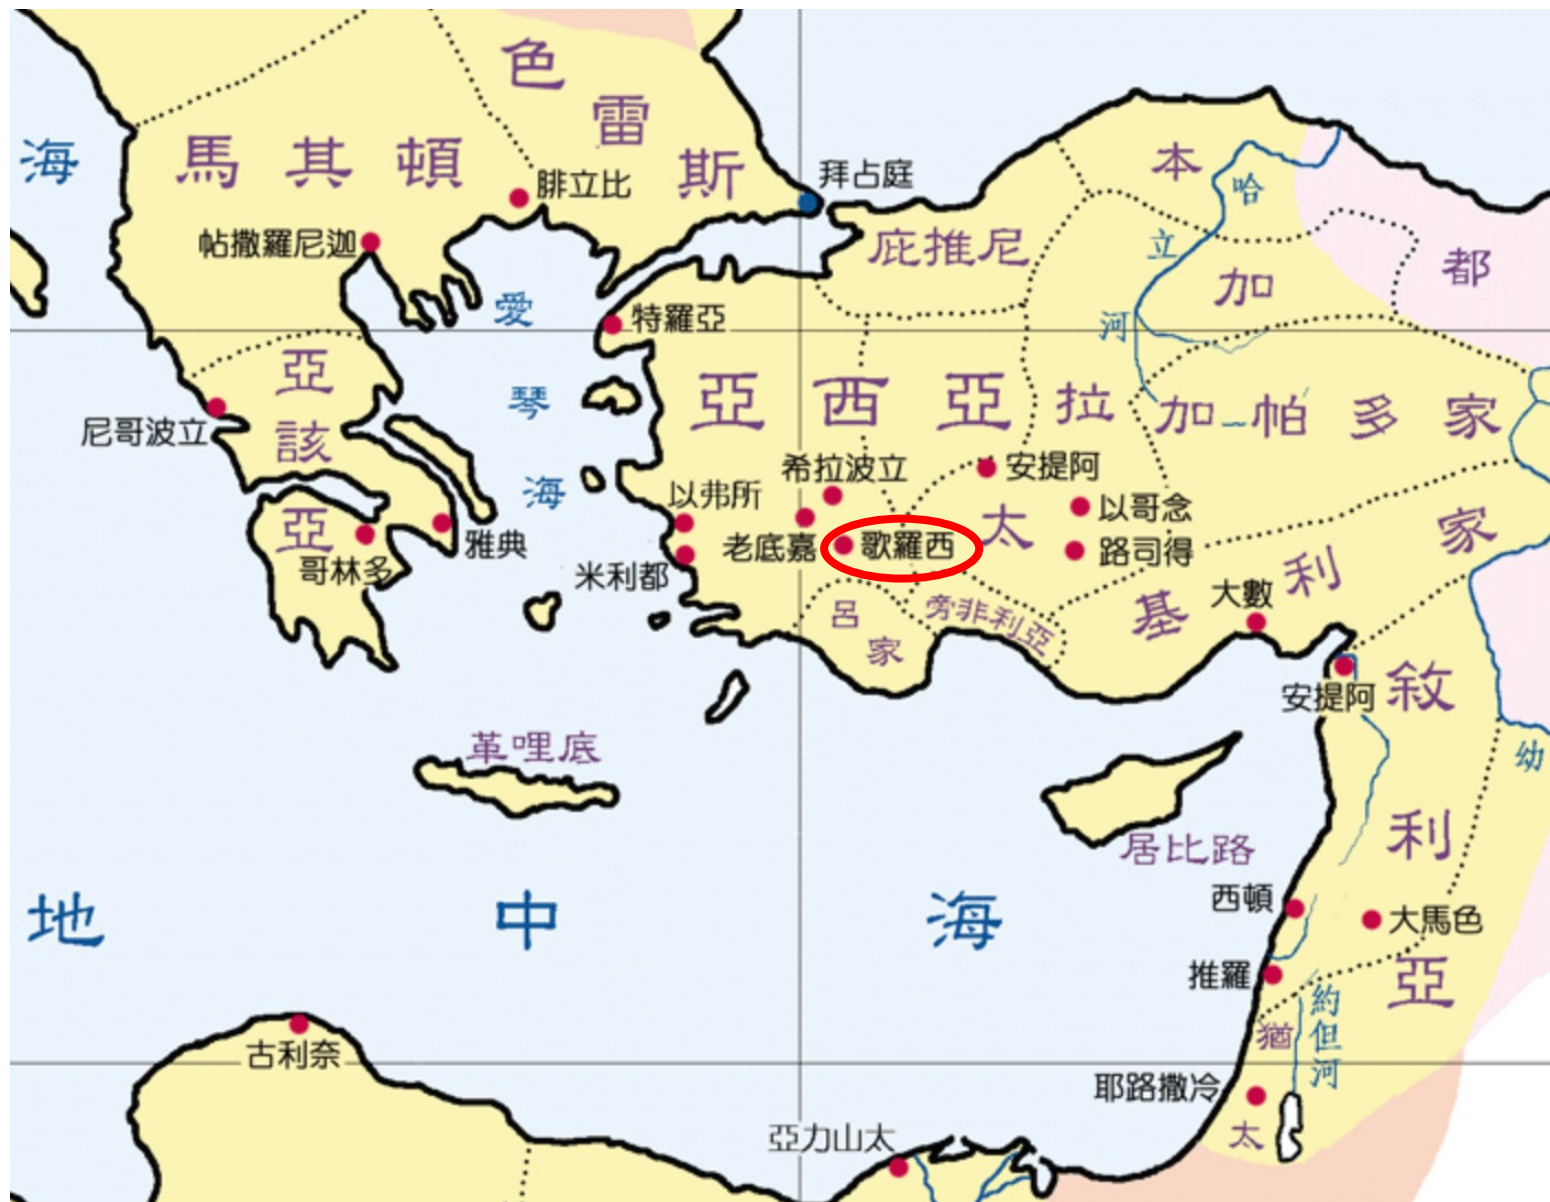 色雷斯
海
馬其頓
本
拜占庭
腓立比
哈立河
帖撒羅尼迦
庇推尼
都
加
愛琴海
特羅亞
亞該亞
亞西亞
加拉太
加帕多家
尼哥波立
希拉波立
安提阿
以弗所
以哥念
雅典
老底嘉
歌羅西
路司得
哥林多
米利都
基利家
大數
呂家
旁非利亞
安提阿
敘利亞
革哩底
幼
居比路
地中海
西頓
大馬色
推羅
約但河
猶太
古利奈
耶路撒冷
亞力山太